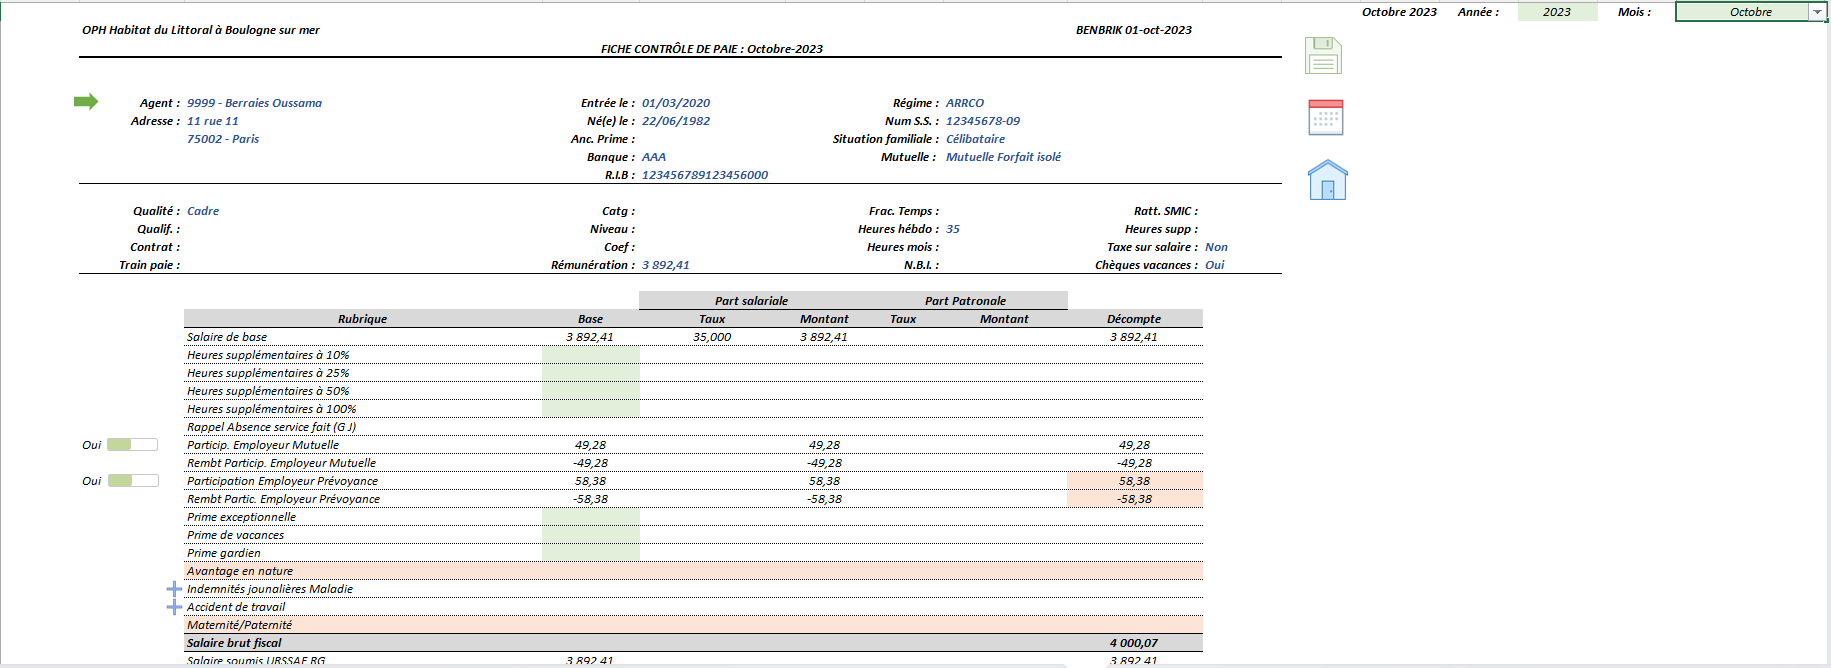 Octobre 2023 Année : 2023 Mois : Octobre
OPH Habitat du Littoral à Boulogne sur mer BENBRIK 01-oct-2023
FICHE CONTRÔLE DE PAIE : Octobre-2023
Agent : 9999 - Berraies Oussama Entrée le : 01/03/2020 Régime : ARRCO
Adresse : 11 rue 11 Né(e) le : 22/06/1982 Num S.S. : 12345678-09
75002 - Paris Anc. Prime : Situation familiale : Célibataire
Banque : AAA Mutuelle : Mutuelle Forfait isolé
R.I.B : 123456789123456000
Qualité : Cadre Catg : Frac. Temps : Ratt. SMIC :
Qualif. : Niveau : Heures hébdo : 35 Heures supp :
Contrat : Coef : Heures mois : Taxe sur salaire : Non
Train paie : Rémunération : 3 892,41 N.B.I. : Chèques vacances : Oui
Part salariale Part Patronale
Rubrique Base Taux Montant Taux Montant Décompte
Salaire de base 3 892,41 35,000 3 892,41 3 892,41
Heures supplémentaires à 10%
Heures supplémentaires à 25%
Heures supplémentaires à 50%
Heures supplémentaires à 100%
Rappel Absence service fait (G J)
Oui Particip. Employeur Mutuelle 49,28 49,28 49,28
Rembt Particip. Employeur Mutuelle -49,28 -49,28 -49,28
Oui Participation Employeur Prévoyance 58,38 58,38 58,38
Rembt Partic. Employeur Prévoyance -58,38 -58,38 -58,38
Prime exceptionnelle
Prime de vacances
Prime gardien
Avantage en nature
Indemnités jounalières Maladie
Accident de travail
Maternité/Paternité
Salaire brut fiscal 4 000,07
Salaire soumis URSSAF RG 3 892,41 3 892,41